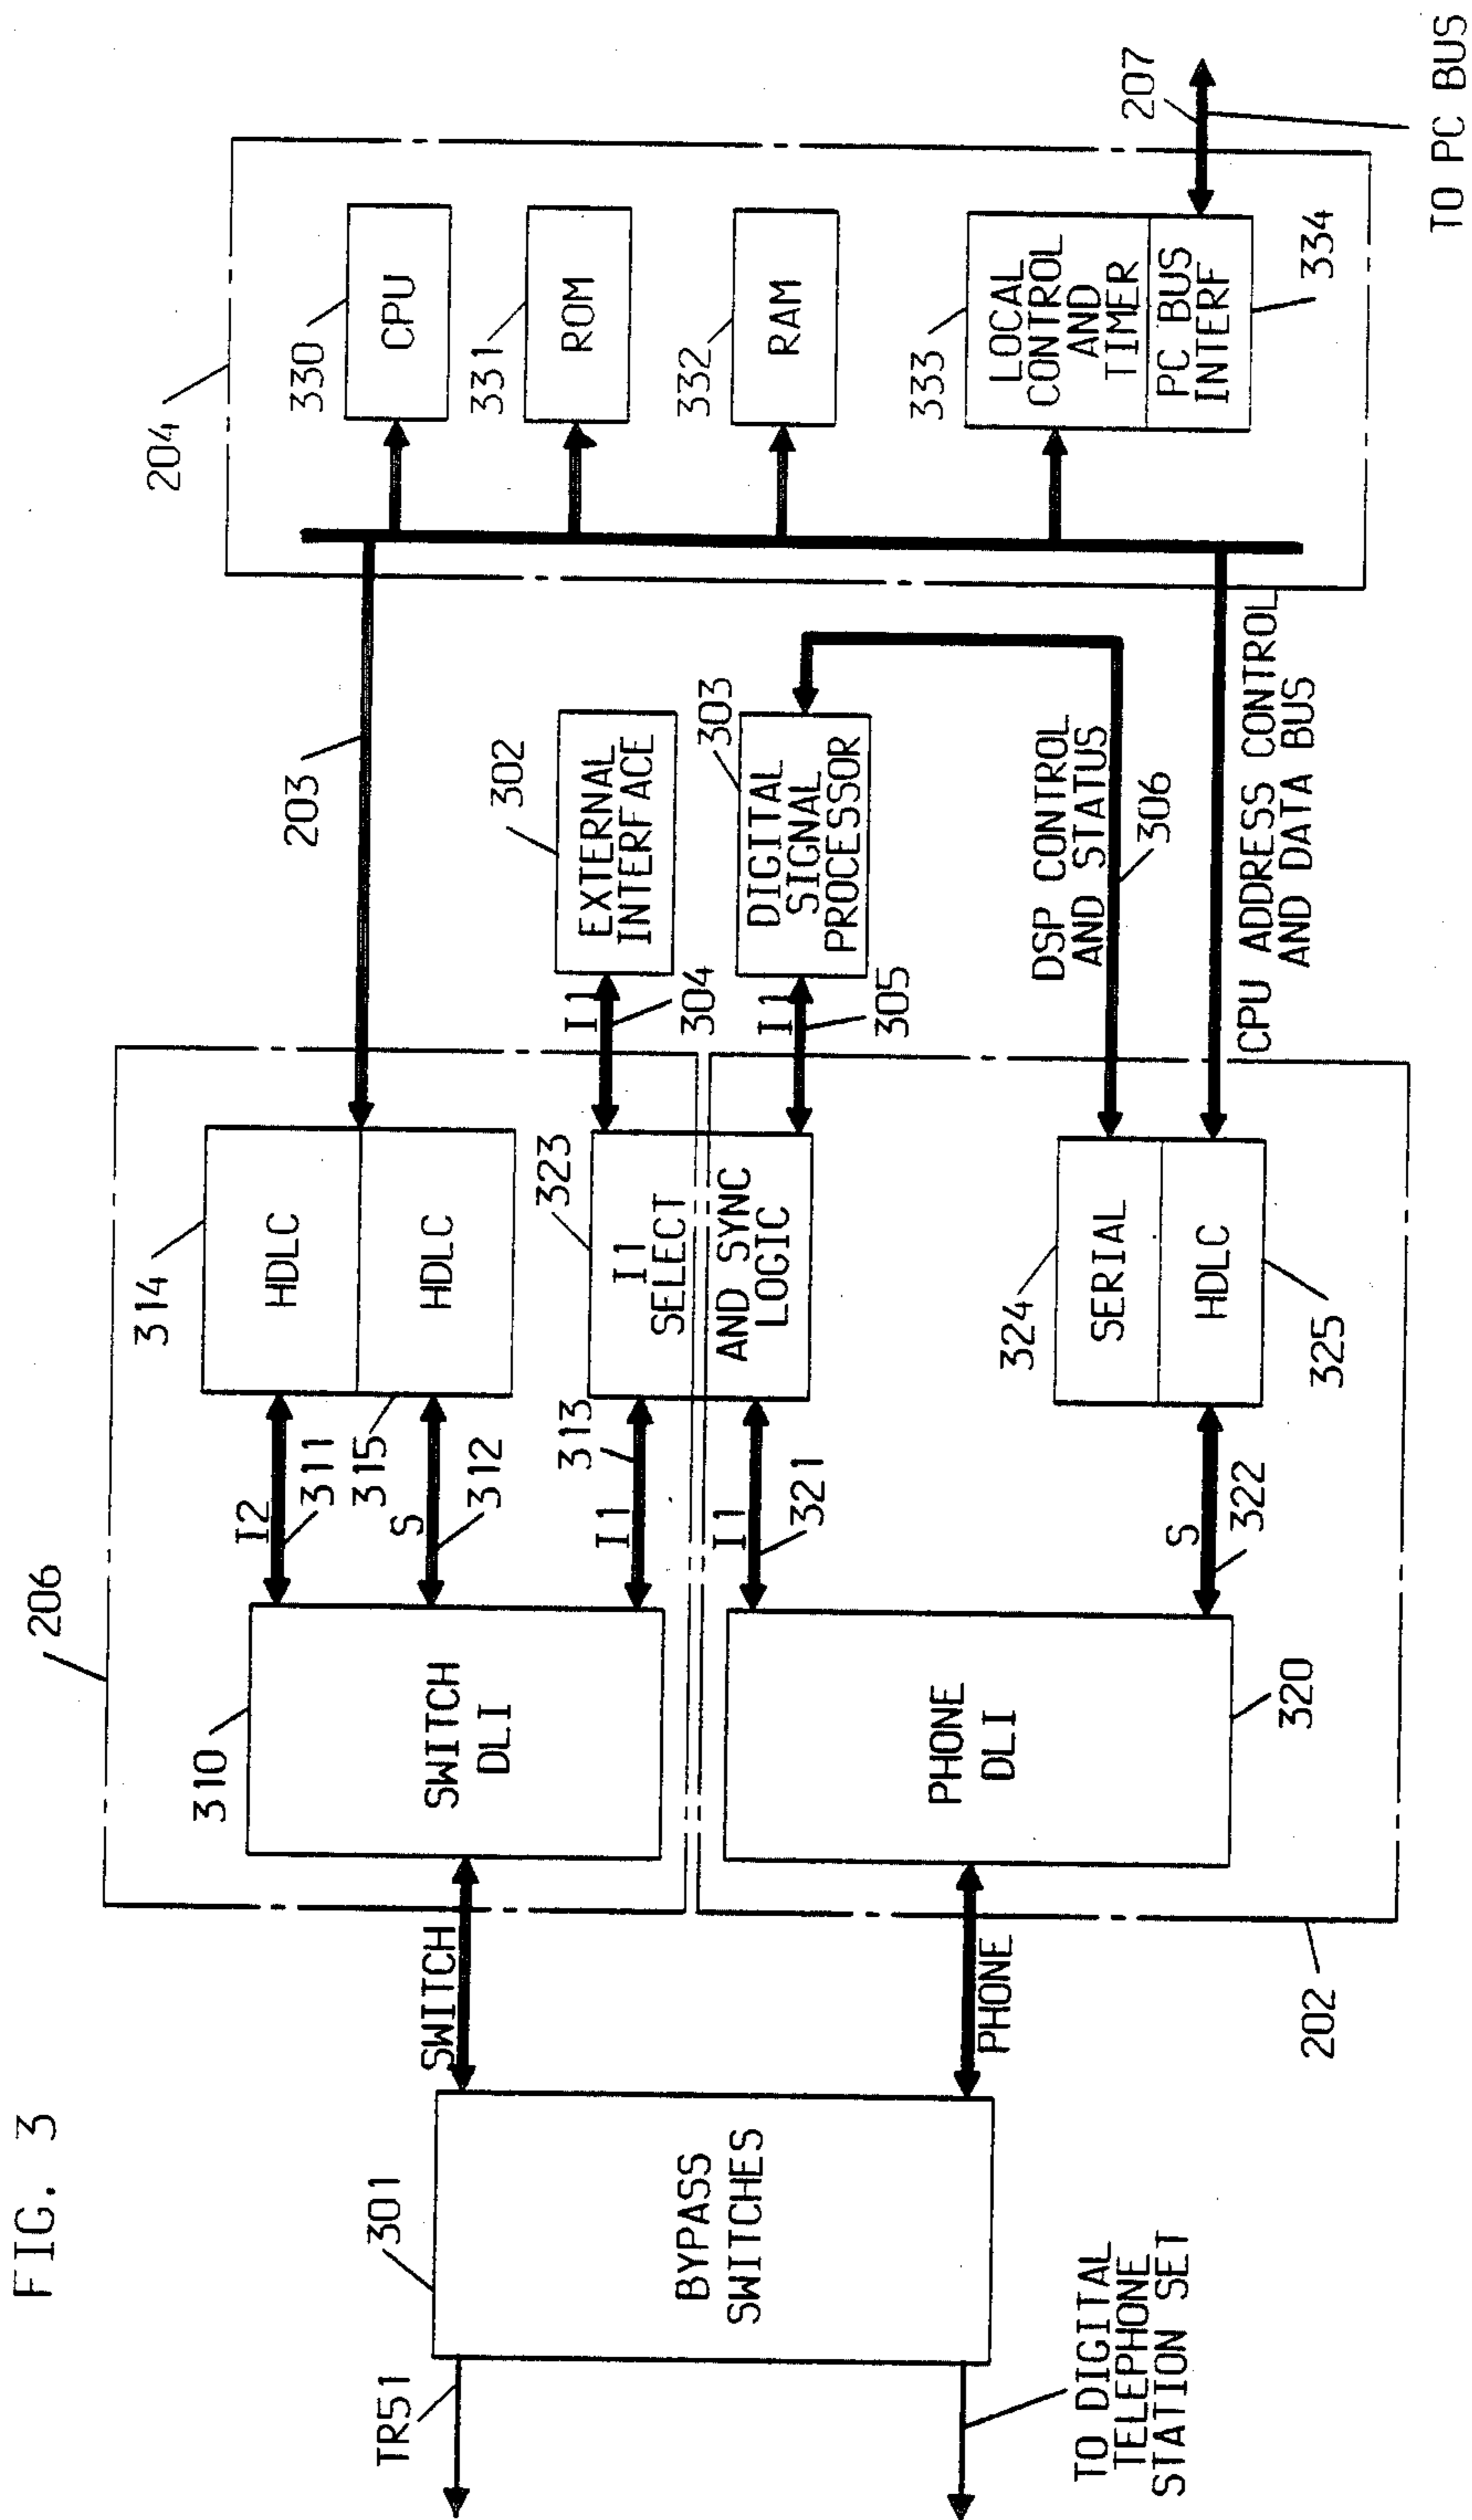 FIG. 3
TR51
301
BYPASS
SWITCHES
TO DIGITAL
TELEPHONE
STATION SET
SWITCH
PHONE
206
202
310
SWITCH
DLI
PHONE
DLI
320
I2
311
315
S
312
I1
313
I1
321
S
322
314
HDLC
HDLC
323
I1
SELECT
AND SYNC
LOGIC
324
SERIAL
HDLC
325
203
I1
304
I1
305
302
EXTERNAL
INTERFACE
303
DIGITAL
SIGNAL
PROCESSOR
DSP CONTROL
AND STATUS
306
CPU ADDRESS CONTROL
AND DATA BUS
204
330
CPU
331
ROM
332
RAM
333
LOCAL
CONTROL
AND
TIMER
PC BUS
INTERF
334
207
TO PC BUS